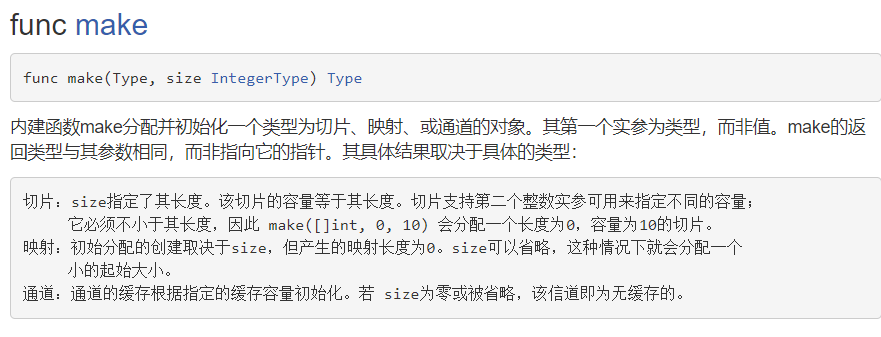 func make
func make(Type, size IntegerType) Type
内建函数make分配并初始化一个类型为切片、映射、或通道的对象。其第一个实参为类型，而非值。make的返
回类型与其参数相同，而非指向它的指针。其具体结果取决于具体的类型：
切片：size指定了其长度。该切片的容量等于其长度。切片支持第二个整数实参可用来指定不同的容量；
它必须不小于其长度，因此 make([]int, 0, 10) 会分配一个长度为0，容量为10的切片。
映射：初始分配的创建取决于size，但产生的映射长度为0。size可以省略，这种情况下就会分配一个
小的起始大小。
通道：通道的缓存根据指定的缓存容量初始化。若 size为零或被省略，该信道即为无缓存的。